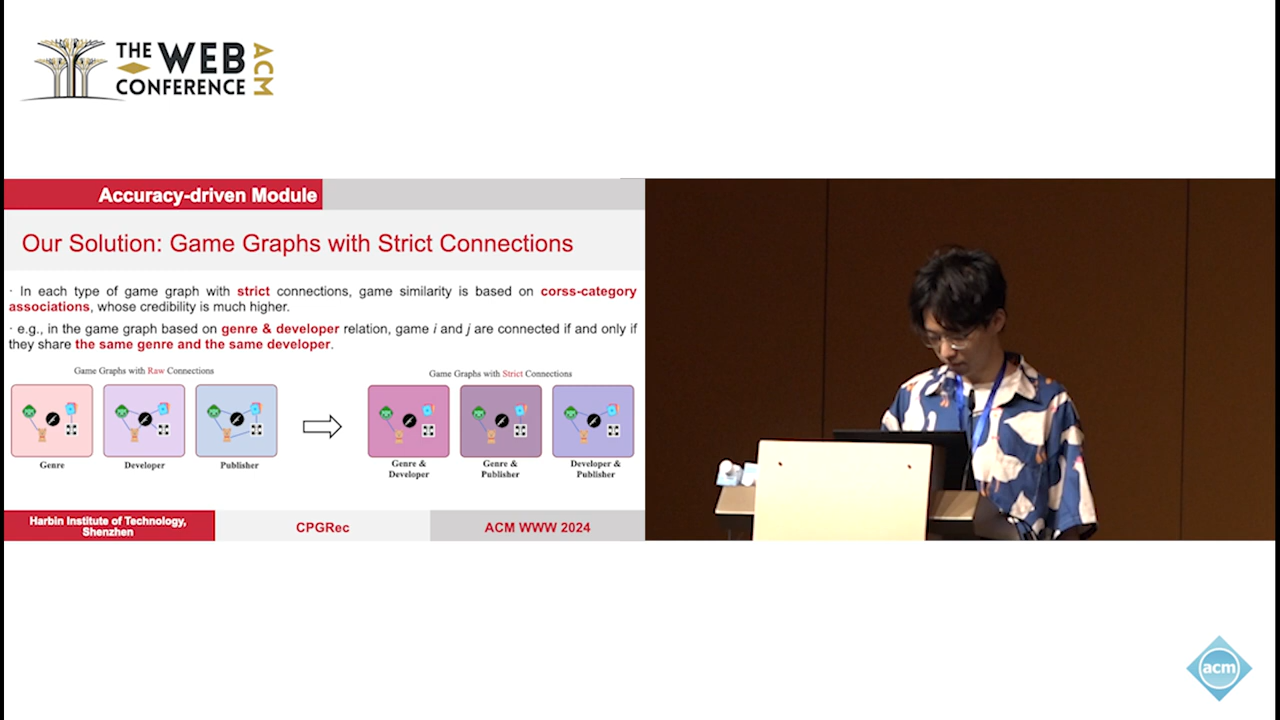 THE WEB
CONFERENCE
ACM
Accuracy-driven Module
Our Solution: Game Graphs with Strict Connections
· In each type of game graph with strict connections, game similarity is based on corss-category
associations, whose credibility is much higher.
· e.g., in the game graph based on genre & developer relation, game i and j are connected if and only if
they share the same genre and the same developer.
Game Graphs with Raw Connections
Game Graphs with Strict Connections
Genre
Developer
Publisher
Genre &
Developer
Genre &
Publisher
Developer &
Publisher
Harbin Institute of Technology,
Shenzhen
CPGRec
ACM WWW 2024
acm